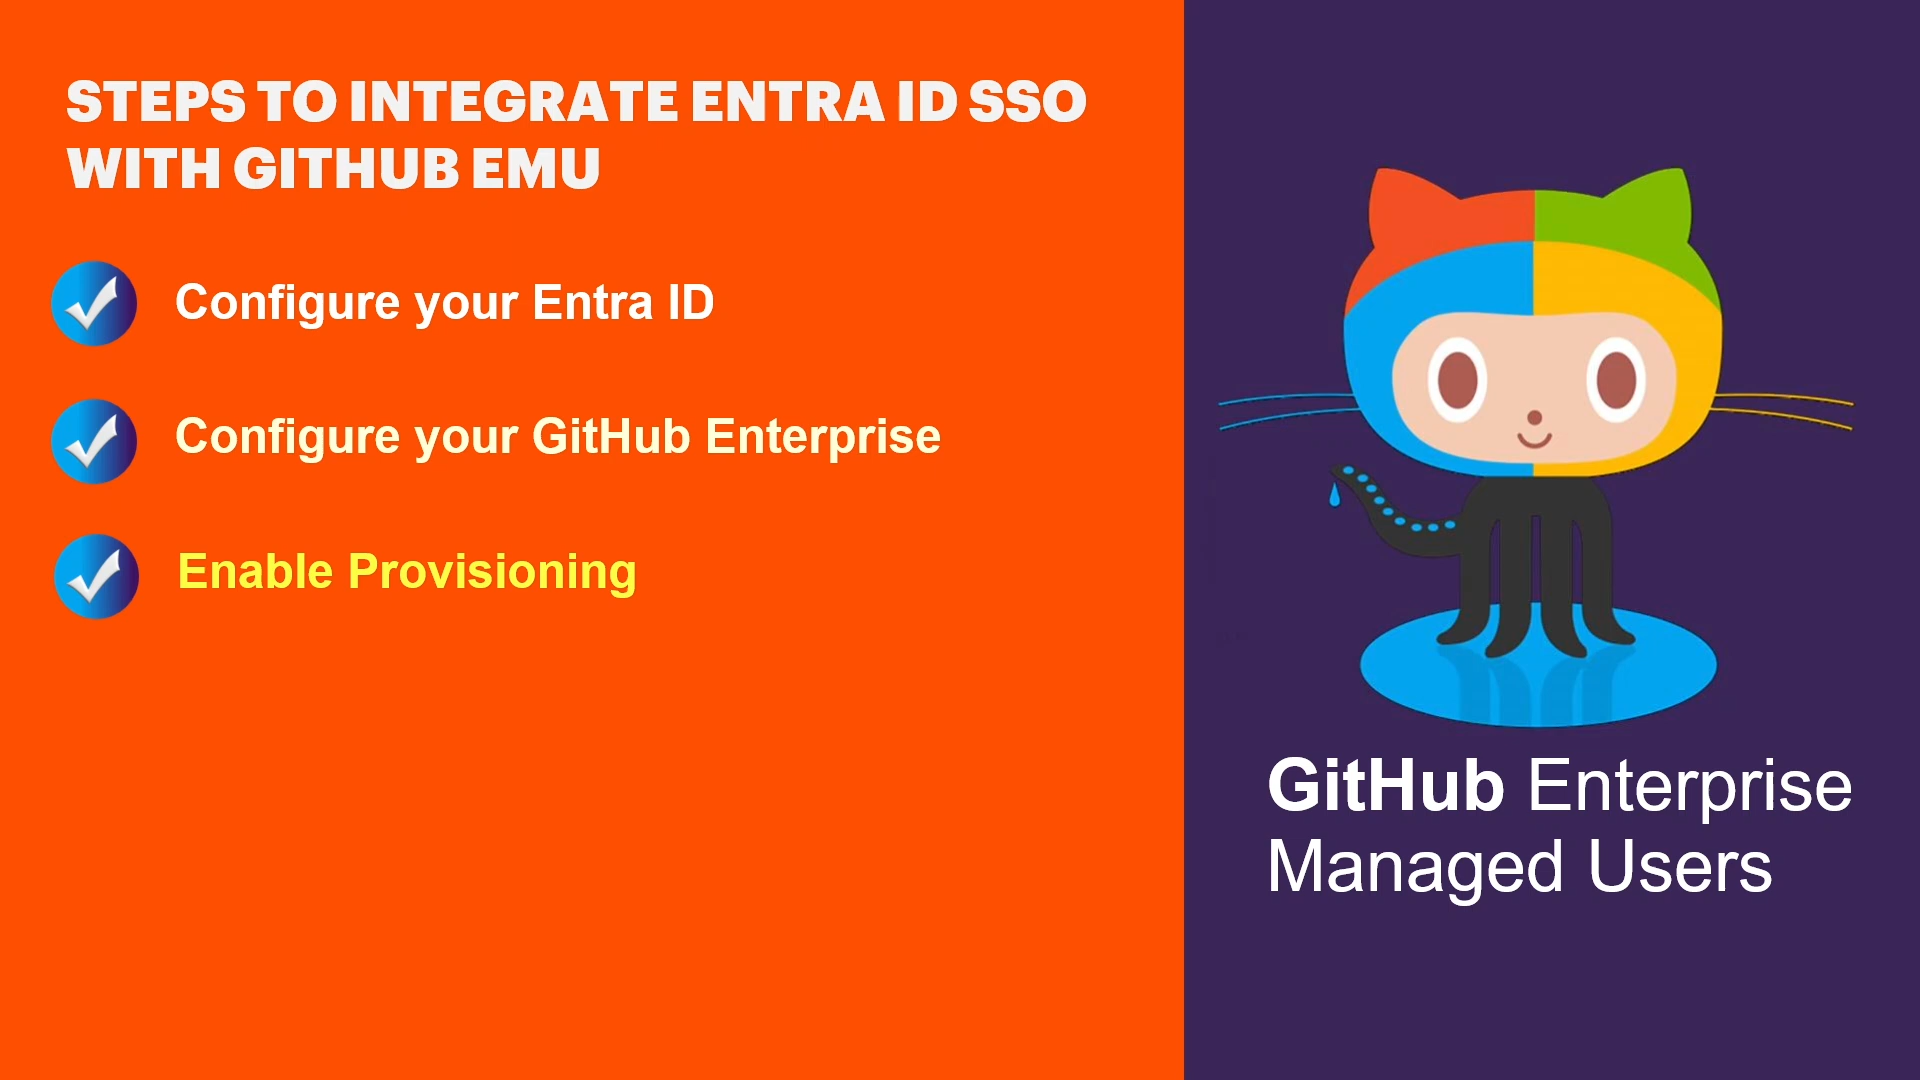 STEPS TO INTEGRATE ENTRA ID SSO
WITH GITHUB EMU
Configure your Entra ID
Configure your GitHub Enterprise
Enable Provisioning
GitHub Enterprise
Managed Users